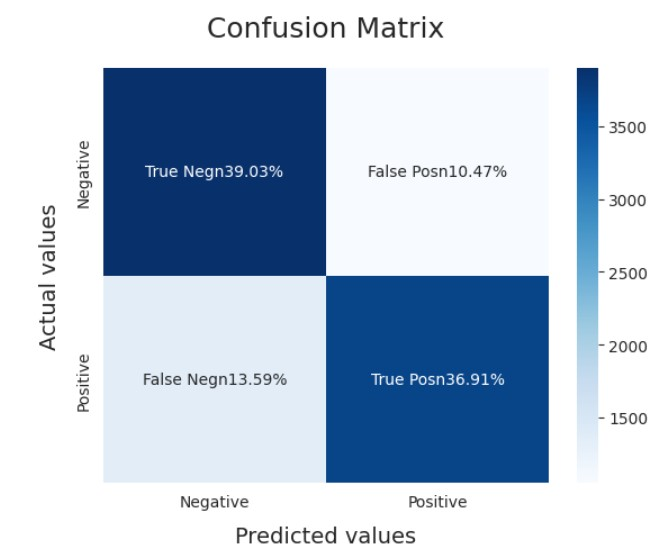 Confusion Matrix
Actual values
Negative
Positive
True Negn39.03%
False Posn10.47%
False Negn13.59%
True Posn36.91%
Negative
Positive
Predicted values
3500
3000
2500
2000
1500